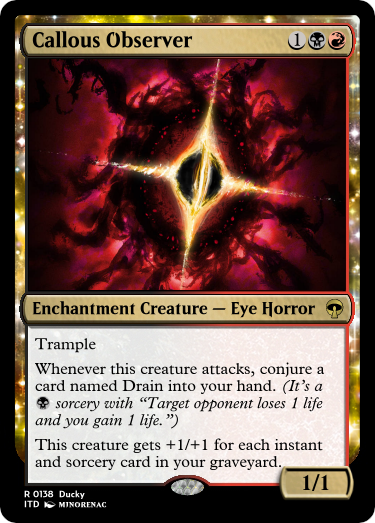 Callous Observer 1
Enchantment Creature — Eye Horror
Trample
Whenever this creature attacks, conjure a
card named Drain into your hand. (It's a
sorcery with “Target opponent loses 1 life
and you gain 1 life.”)
This creature gets +1/+1 for each instant
and sorcery card in your graveyard.
1/1
R 0138 Ducky
ITD MINORENAC